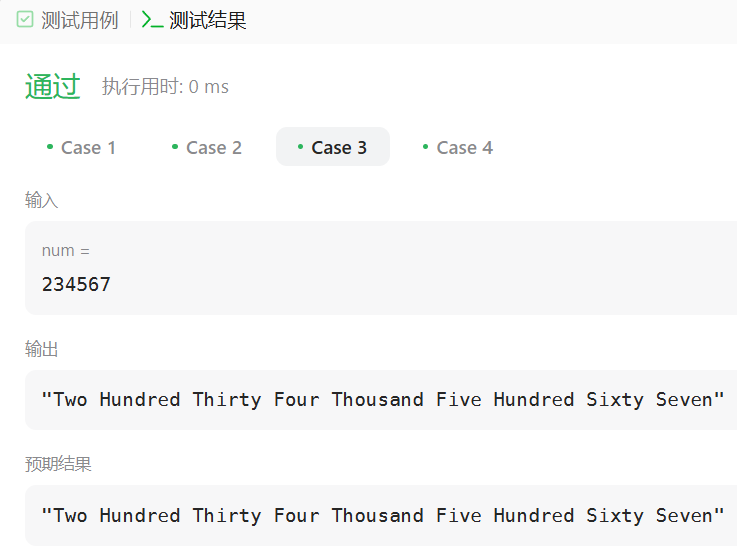 测试用例 测试结果
通过 执行用时: 0 ms
Case 1 Case 2 Case 3 Case 4
输入
num =
234567
输出
"Two Hundred Thirty Four Thousand Five Hundred Sixty Seven"
预期结果
"Two Hundred Thirty Four Thousand Five Hundred Sixty Seven"